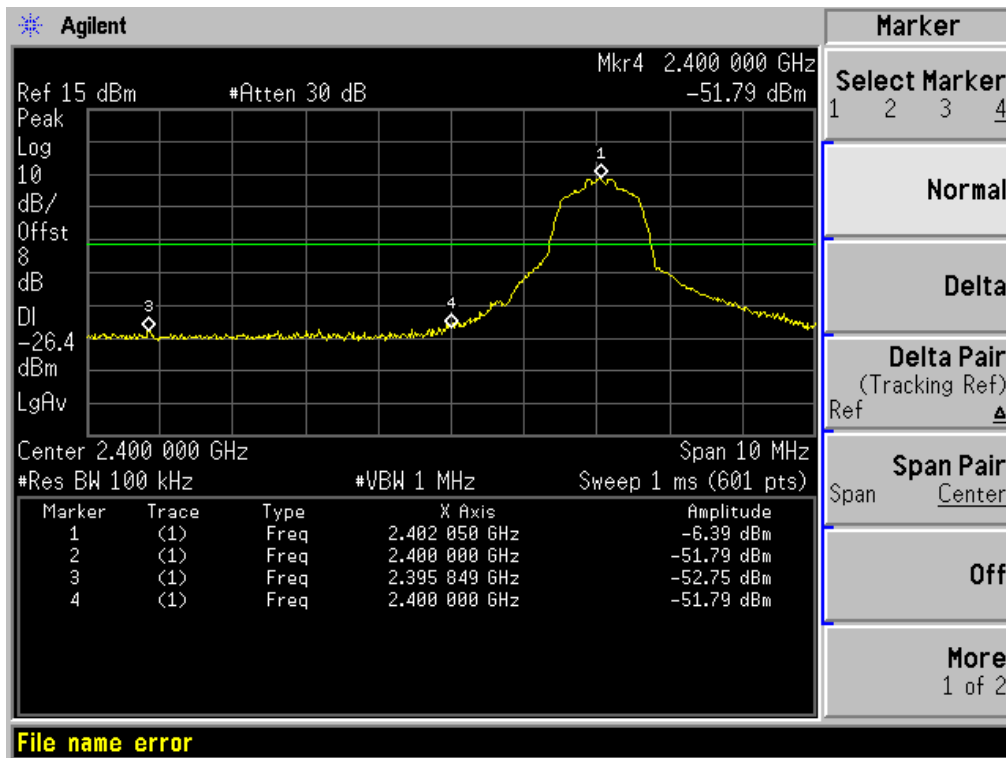 Agilent
Marker
Mkr4 2.400 000 GHz
Ref 15 dBm #Atten 30 dB -51.79 dBm
Peak
Log
10
dB/
Offst
8
dB
DI
-26.4
dBm
LgAv
1
3
4
Center 2.400 000 GHz Span 10 MHz
#Res BW 100 kHz #VBW 1 MHz Sweep 1 ms (601 pts)
Marker Trace Type X Axis Amplitude
1 (1) Freq 2.402 050 GHz -6.39 dBm
2 (1) Freq 2.400 000 GHz -51.79 dBm
3 (1) Freq 2.395 849 GHz -52.75 dBm
4 (1) Freq 2.400 000 GHz -51.79 dBm
Select Marker
1 2 3 4
Normal
Delta
Delta Pair
(Tracking Ref)
Ref Δ
Span Pair
Span Center
Off
More
1 of 2
File name error